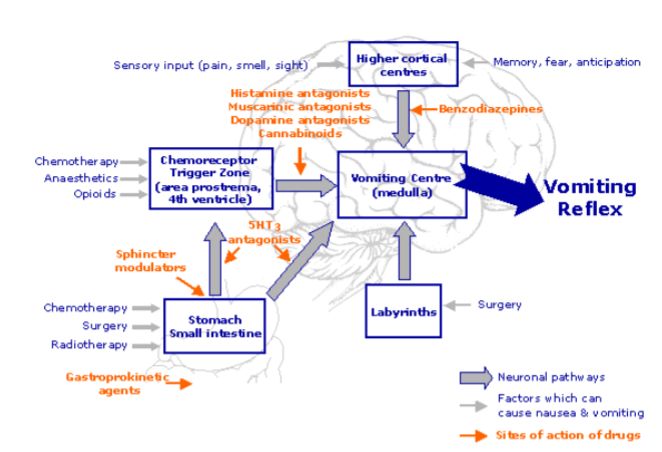 Higher cortical
centres
Sensory input (pain, smell, sight)
Memory, fear, anticipation
Histamine antagonists
Muscarinic antagonists
Dopamine antagonists
Cannabinoids
Benzodiazepines
Chemotherapy
Anaesthetics
Opioids
Chemoreceptor
Trigger Zone
(area prostrema,
4th ventricle)
Vomiting Centre
(medulla)
Vomiting
Reflex
5HT3
antagonists
Sphincter
modulators
Chemotherapy
Surgery
Radiotherapy
Stomach
Small intestine
Labyrinths
Surgery
Gastroprokinetic
agents
Neuronal pathways
Factors which can
cause nausea & vomiting
Sites of action of drugs